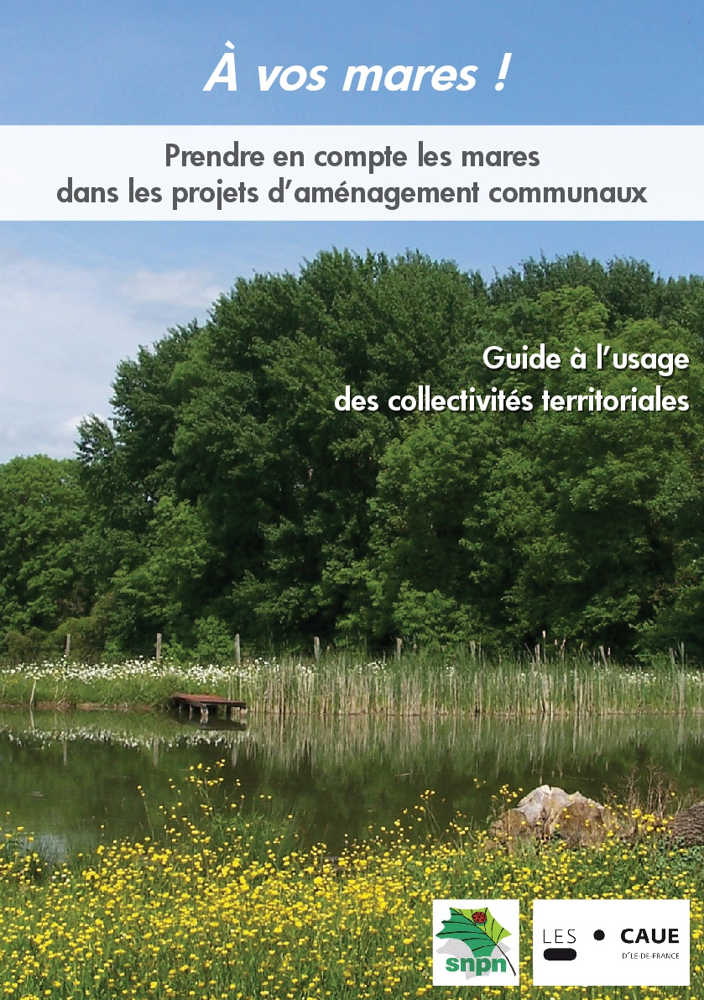 À vos mares !
Prendre en compte les mares
dans les projets d’aménagement communaux
Guide à l’usage
des collectivités territoriales
snpn
LES CAUE
D’ÎLE-DE-FRANCE